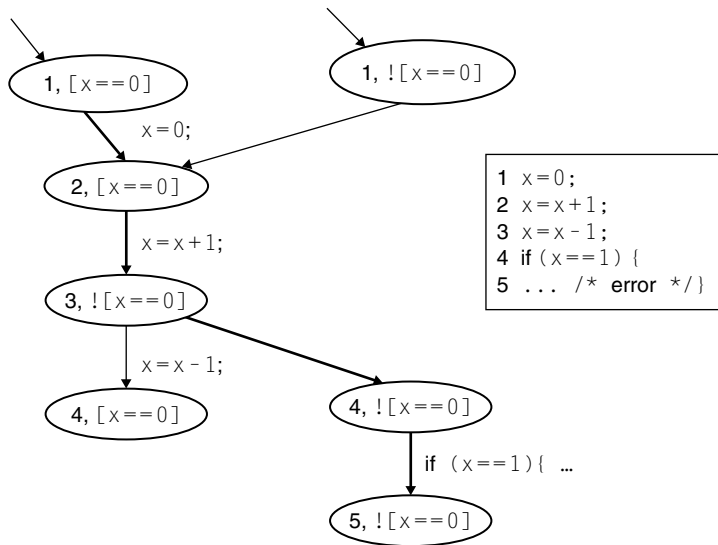 1, [x==0]
1, ![x==0]
x=0;
2, [x==0]
x=x+1;
3, ![x==0]
x=x-1;
4, [x==0]
4, ![x==0]
if (x==1){ …
5, ![x==0]
1 x=0;
2 x=x+1;
3 x=x-1;
4 if(x==1){
5 ... /* error */}